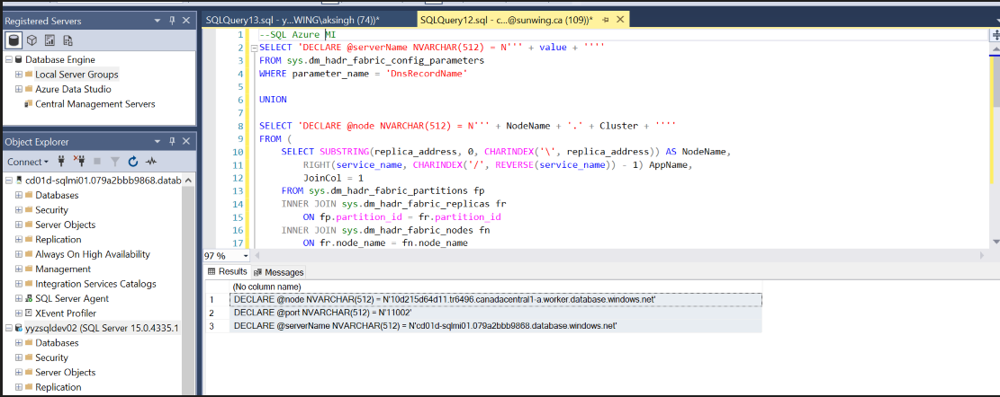 Registered Servers
Database Engine
Local Server Groups
Azure Data Studio
Central Management Servers
Object Explorer
Connect
cd01d-sqlmi01.079a2bbb9868.datab
Databases
Security
Server Objects
Replication
Always On High Availability
Management
Integration Services Catalogs
SQL Server Agent
XEvent Profiler
yyzsqldev02 (SQL Server 15.0.4335.1
Databases
Security
Server Objects
Replication
SQLQuery13.sql - y...WING\aksingh (74))*
SQLQuery12.sql - c...@sunwing.ca (109))*
1 --SQL Azure MI
2 SELECT 'DECLARE @serverName NVARCHAR(512) = N''' + value + ''''
3 FROM sys.dm_hadr_fabric_config_parameters
4 WHERE parameter_name = 'DnsRecordName'
5
6 UNION
7
8 SELECT 'DECLARE @node NVARCHAR(512) = N''' + NodeName + '.' + Cluster + ''''
9 FROM (
10 SELECT SUBSTRING(replica_address, 0, CHARINDEX('\', replica_address)) AS NodeName,
11 RIGHT(service_name, CHARINDEX('/', REVERSE(service_name)) - 1) AppName,
12 JoinCol = 1
13 FROM sys.dm_hadr_fabric_partitions fp
14 INNER JOIN sys.dm_hadr_fabric_replicas fr
15 ON fp.partition_id = fr.partition_id
16 INNER JOIN sys.dm_hadr_fabric_nodes fn
17 ON fr.node_name = fn.node_name
97 %
Results Messages
(No column name)
1 DECLARE @node NVARCHAR(512) = N'10d215d64d11.tr6496.canadacentral1-a.worker.database.windows.net'
2 DECLARE @port NVARCHAR(512) = N'11002'
3 DECLARE @serverName NVARCHAR(512) = N'cd01d-sqlmi01.079a2bbb9868.database.windows.net'